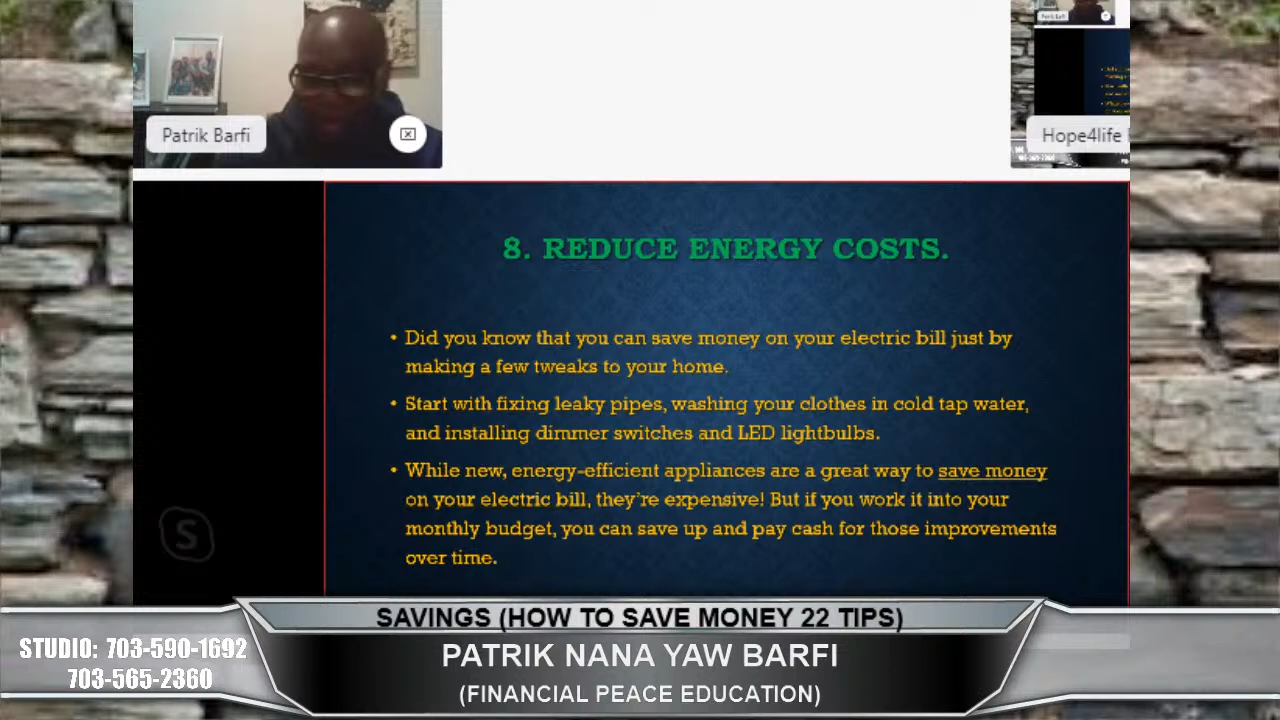 Patrik Barfi
Hope4life
8. REDUCE ENERGY COSTS.
• Did you know that you can save money on your electric bill just by
making a few tweaks to your home.
• Start with fixing leaky pipes, washing your clothes in cold tap water,
and installing dimmer switches and LED lightbulbs.
• While new, energy-efficient appliances are a great way to save money
on your electric bill, they're expensive! But if you work it into your
monthly budget, you can save up and pay cash for those improvements
over time.
S
SAVINGS (HOW TO SAVE MONEY 22 TIPS)
STUDIO: 703-590-1692
703-565-2360
PATRIK NANA YAW BARFI
(FINANCIAL PEACE EDUCATION)